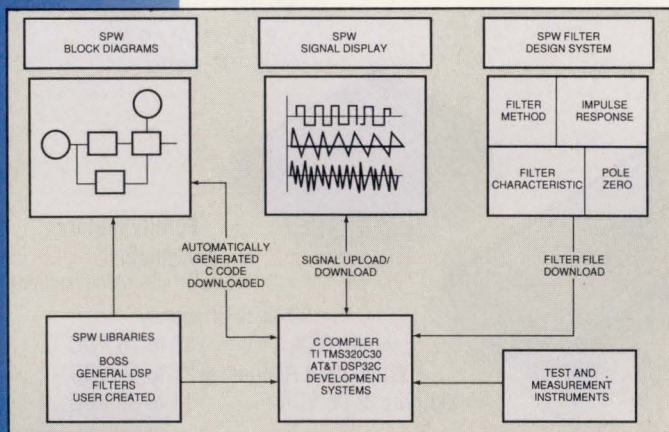 SPW
BLOCK DIAGRAMS
SPW
SIGNAL DISPLAY
SPW FILTER
DESIGN SYSTEM
FILTER
METHOD
IMPULSE
RESPONSE
FILTER
CHARACTERISTIC
POLE
ZERO
AUTOMATICALLY
GENERATED
C CODE
DOWNLOADED
SIGNAL UPLOAD/
DOWNLOAD
FILTER FILE
DOWNLOAD
SPW LIBRARIES
BOSS
GENERAL DSP
FILTERS
USER CREATED
C COMPILER
TI TMS320C30
AT&T DSP32C
DEVELOPMENT
SYSTEMS
TEST AND
MEASUREMENT
INSTRUMENTS